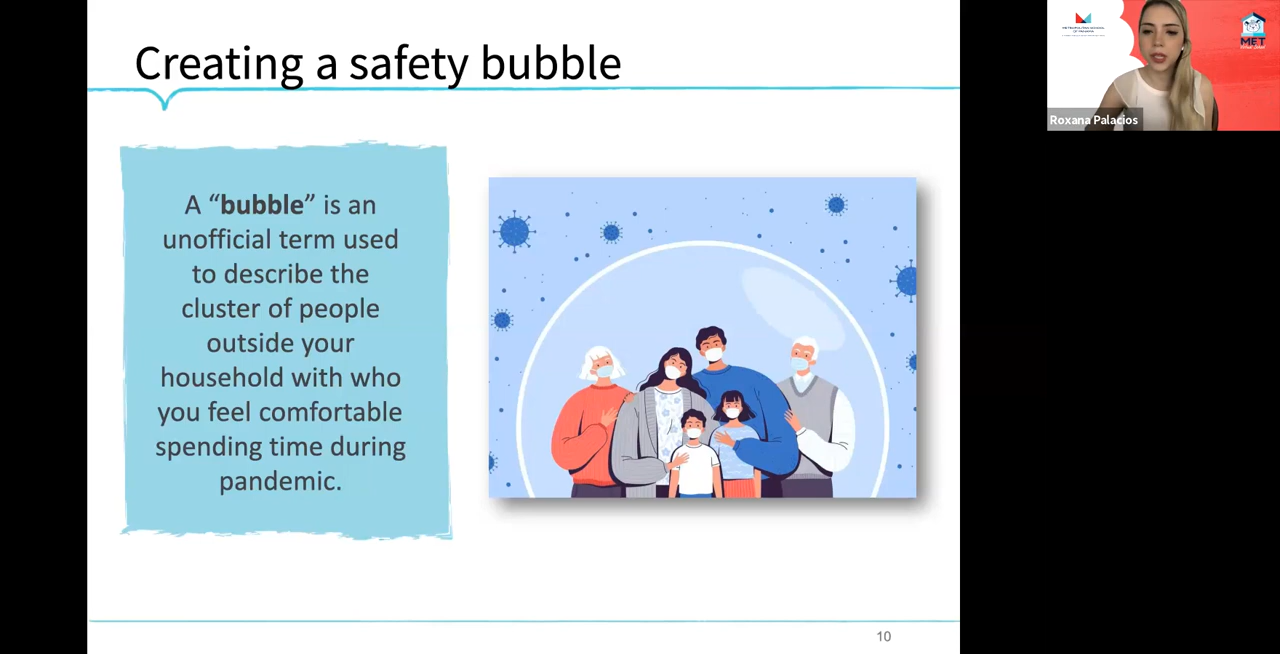 Creating a safety bubble
A “bubble” is an
unofficial term used
to describe the
cluster of people
outside your
household with who
you feel comfortable
spending time during
pandemic.
10
Roxana Palacios
MET